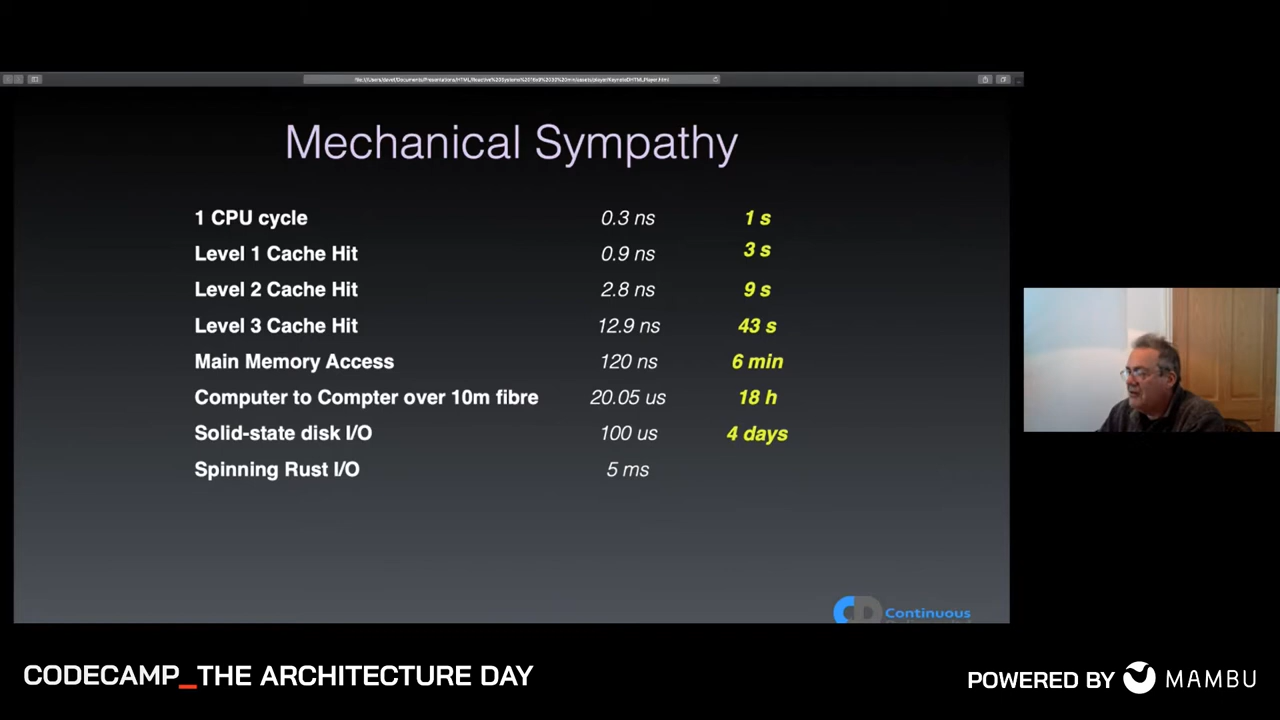 Mechanical Sympathy
1 CPU cycle 0.3 ns 1 s
Level 1 Cache Hit 0.9 ns 3 s
Level 2 Cache Hit 2.8 ns 9 s
Level 3 Cache Hit 12.9 ns 43 s
Main Memory Access 120 ns 6 min
Computer to Compter over 10m fibre 20.05 us 18 h
Solid-state disk I/O 100 us 4 days
Spinning Rust I/O 5 ms
CD Continuous
CODECAMP_THE ARCHITECTURE DAY
POWERED BY MAMBU